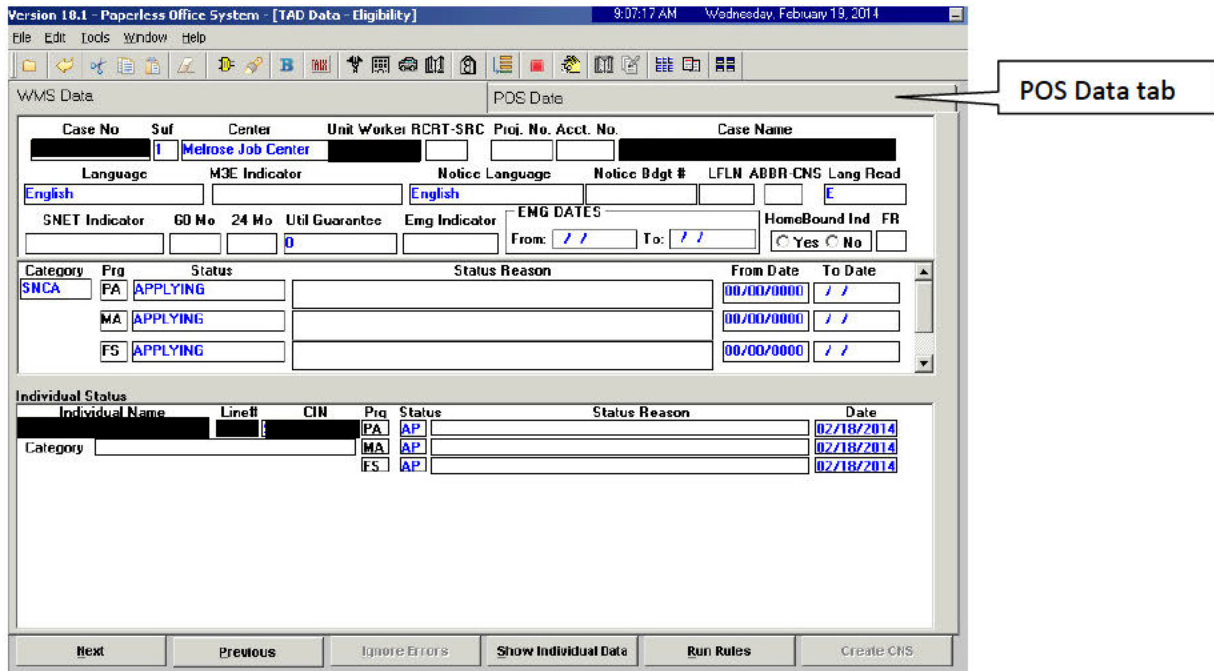 Version 18.1 - Paperless Office System - [TAD Data - Eligibility] 9:07:17 AM Wednesday, February 19, 2014
File Edit Tools Window Help
WMS Data POS Data
POS Data tab
Case No Suf Center Unit Worker RCRT-SRC Proj. No. Acct. No. Case Name
1 Melrose Job Center
Language M3E Indicator Notice Language Notice Bdgt # LFLN ABBR-CNS Lang Read
English English E
SNET Indicator 60 Mo 24 Mo Util Guarantee Emg Indicator EMG DATES HomeBound Ind FR
0 From: / / To: / / Yes No
Category Prg Status Status Reason From Date To Date
SNCA PA APPLYING 00/00/0000 / /
MA APPLYING 00/00/0000 / /
FS APPLYING 00/00/0000 / /
Individual Status
Individual Name Line# CIN Prg Status Status Reason Date
PA AP 02/18/2014
Category MA AP 02/18/2014
FS AP 02/18/2014
Next Previous Ignore Errors Show Individual Data Run Rules Create CNS